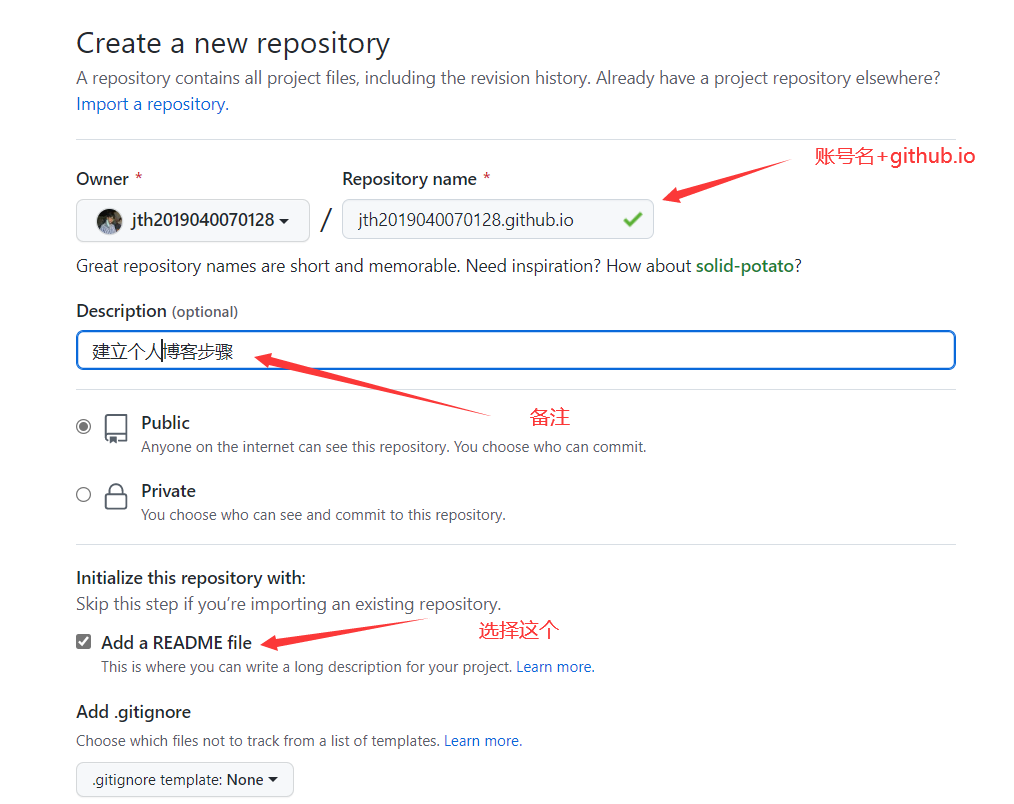 Create a new repository
A repository contains all project files, including the revision history. Already have a project repository elsewhere?
Import a repository.
账号名+github.io
Owner *
Repository name *
jth2019040070128
/
jth2019040070128.github.io
Great repository names are short and memorable. Need inspiration? How about solid-potato?
Description (optional)
建立个人博客步骤
备注
Public
Anyone on the internet can see this repository. You choose who can commit.
Private
You choose who can see and commit to this repository.
Initialize this repository with:
Skip this step if you’re importing an existing repository.
选择这个
Add a README file
This is where you can write a long description for your project. Learn more.
Add .gitignore
Choose which files not to track from a list of templates. Learn more.
.gitignore template: None